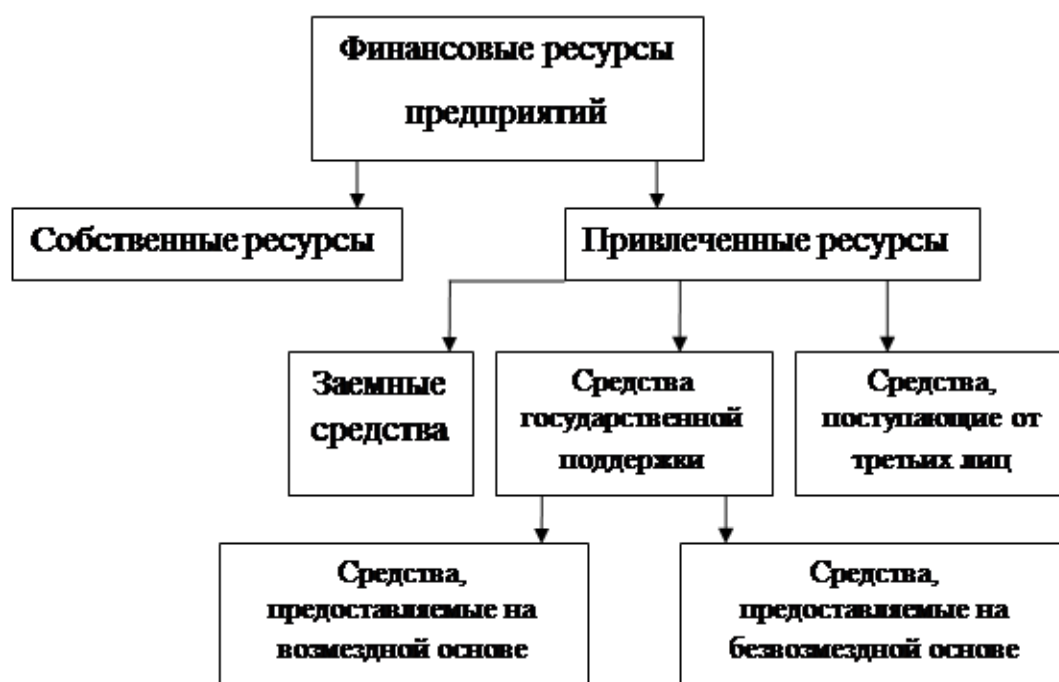 Финансовые ресурсы
предприятий
Собственные ресурсы
Привлеченные ресурсы
Заемные
средства
Средства
государственной
поддержки
Средства,
поступающие от
третьих лиц
Средства,
предоставляемые на
возмездной основе
Средства,
предоставляемые на
безвозмездной основе